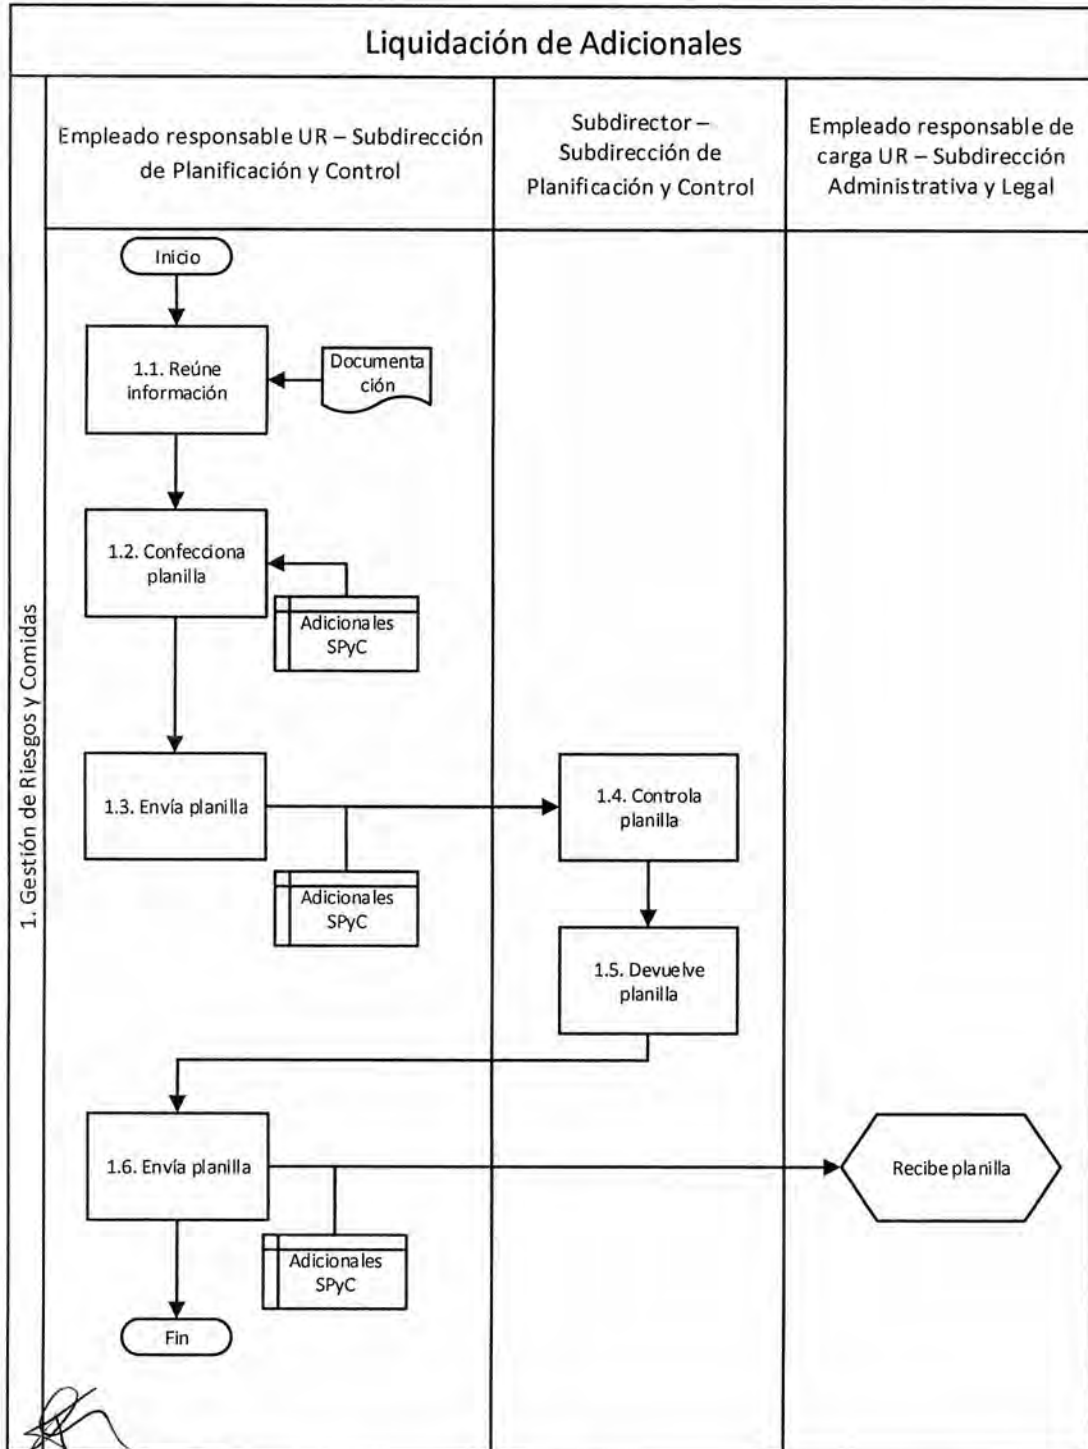 Liquidación de Adicionales
Empleado responsable UR – Subdirección
de Planificación y Control
Subdirector –
Subdirección de
Planificación y Control
Empleado responsable de
carga UR – Subdirección
Administrativa y Legal
1. Gestión de Riesgos y Comidas
Inicio
1.1. Reúne
información
Documenta
ción
1.2. Confecciona
planilla
Adicionales
SPyC
1.3. Envía planilla
Adicionales
SPyC
1.4. Controla
planilla
1.5. Devuelve
planilla
1.6. Envía planilla
Adicionales
SPyC
Recibe planilla
Fin